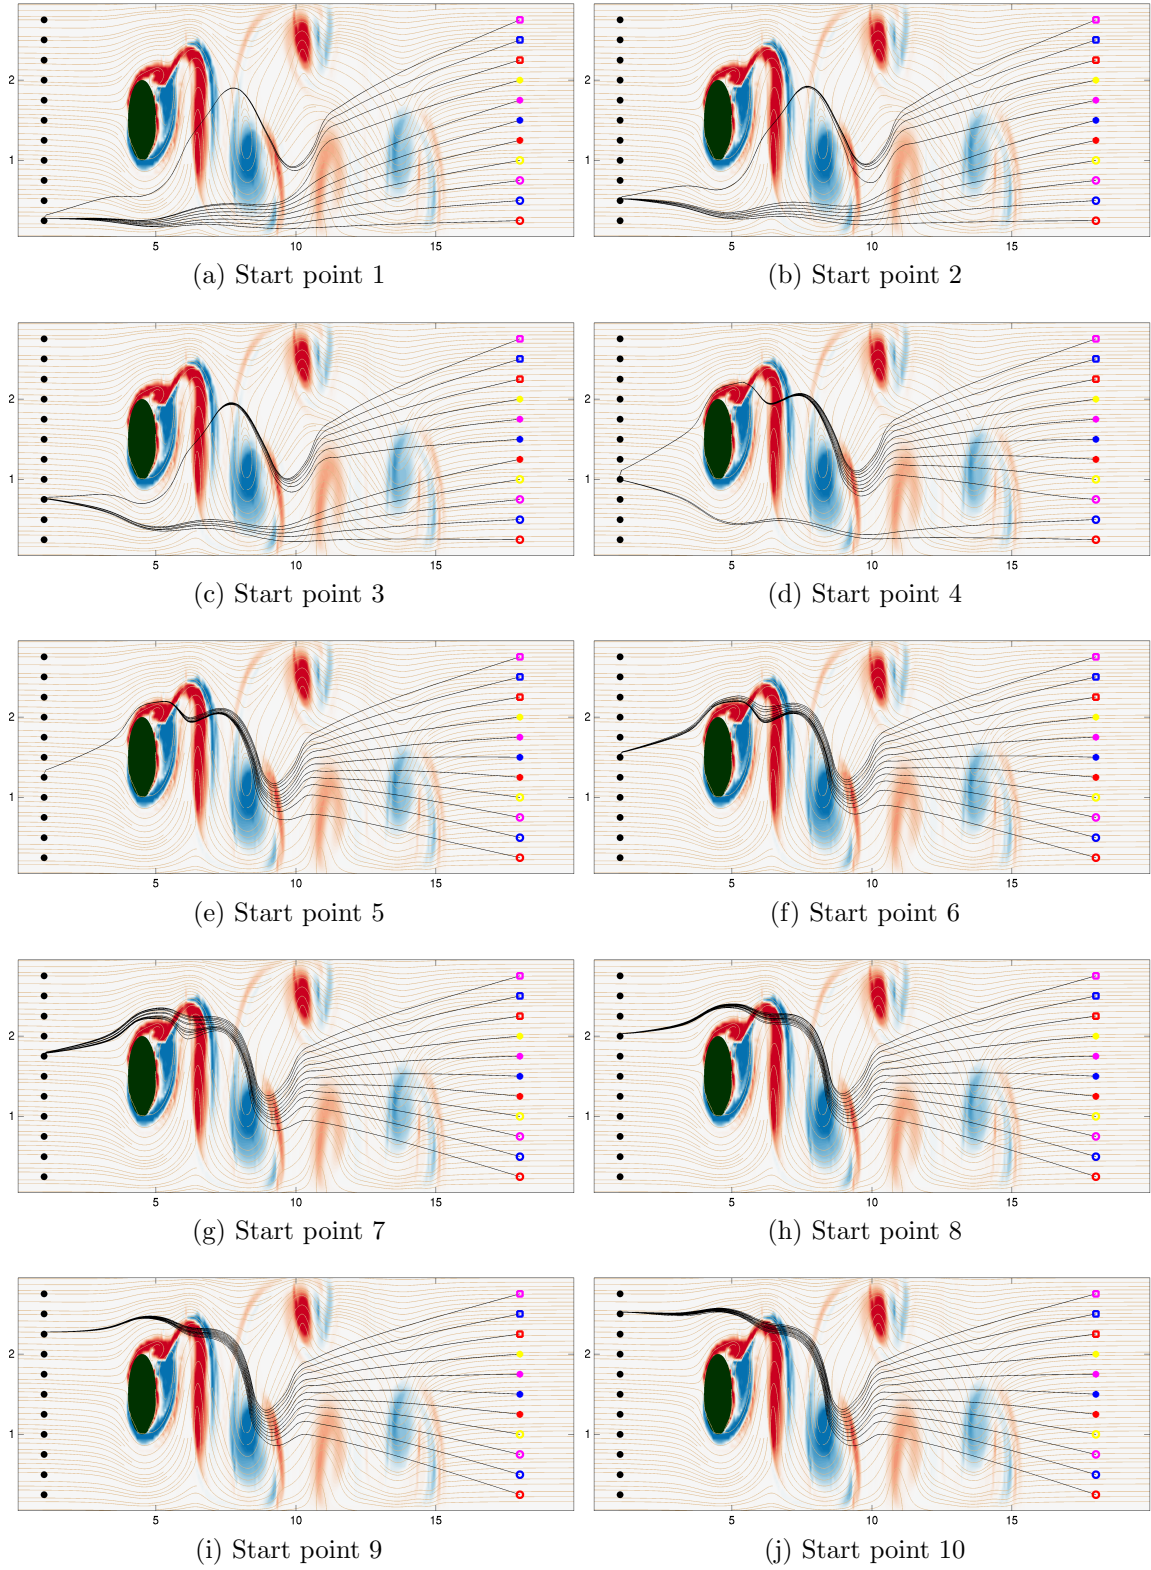 2
2
1
1
5 10 15
5 10 15
(a) Start point 1
(b) Start point 2
2
2
1
1
5 10 15
5 10 15
(c) Start point 3
(d) Start point 4
2
2
1
1
5 10 15
5 10 15
(e) Start point 5
(f) Start point 6
2
2
1
1
5 10 15
5 10 15
(g) Start point 7
(h) Start point 8
2
2
1
1
5 10 15
5 10 15
(i) Start point 9
(j) Start point 10